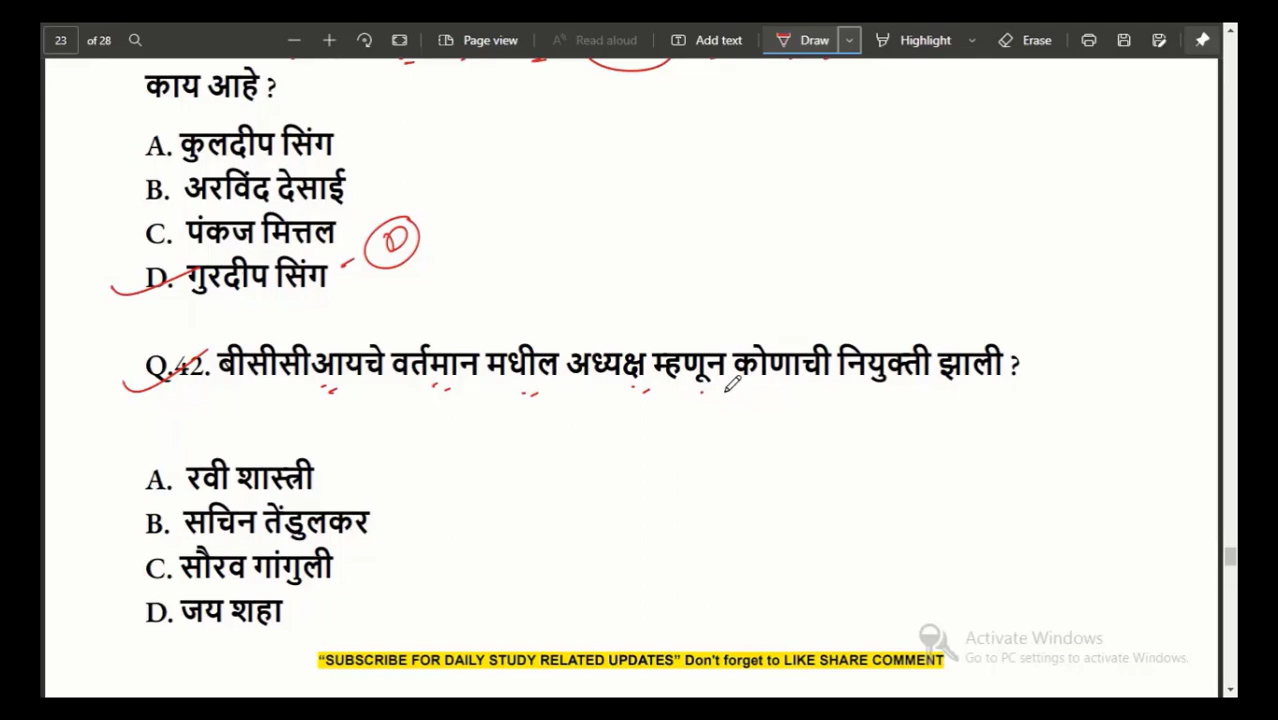 23 of 28 Page view Read aloud Add text Draw Highlight Erase
काय आहे ?
A. कुलदीप सिंग
B. अरविंद देसाई
C. पंकज मित्तल
D
D. गुरदीप सिंग
Q.42. बीसीसीआयचे वर्तमान मधील अध्यक्ष म्हणून कोणाची नियुक्ती झाली ?
A. रवी शास्त्री
B. सचिन तेंडुलकर
C. सौरव गांगुली
D. जय शहा
Activate Windows
Go to PC settings to activate Windows.
“SUBSCRIBE FOR DAILY STUDY RELATED UPDATES” Don't forget to LIKE SHARE COMMENT